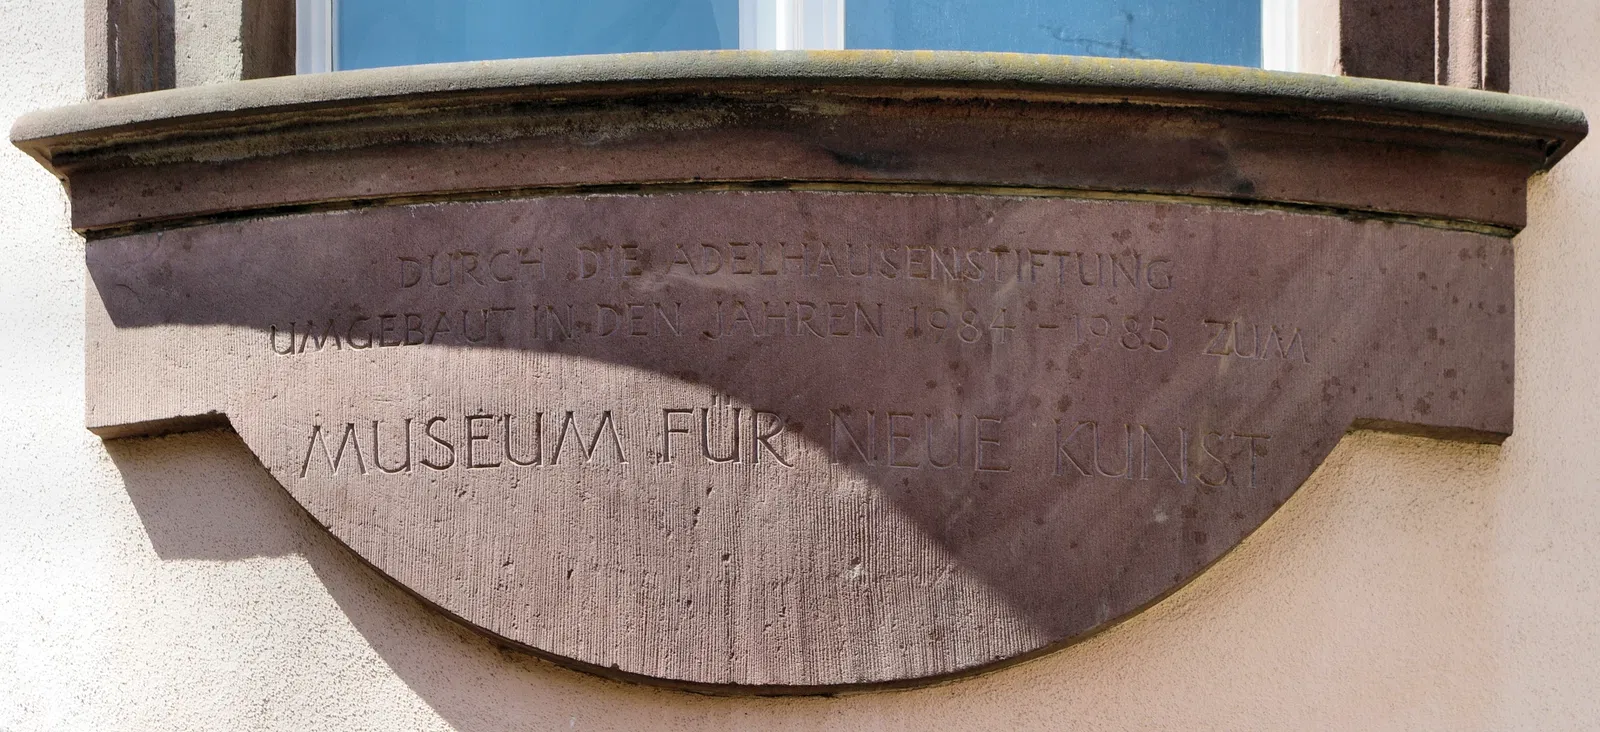 DURCH DIE ADELHAUSENSTIFTUNG
UMGEBAUT IN DEN JAHREN 1984 - 1985 ZUM
MUSEUM FÜR NEUE KUNST